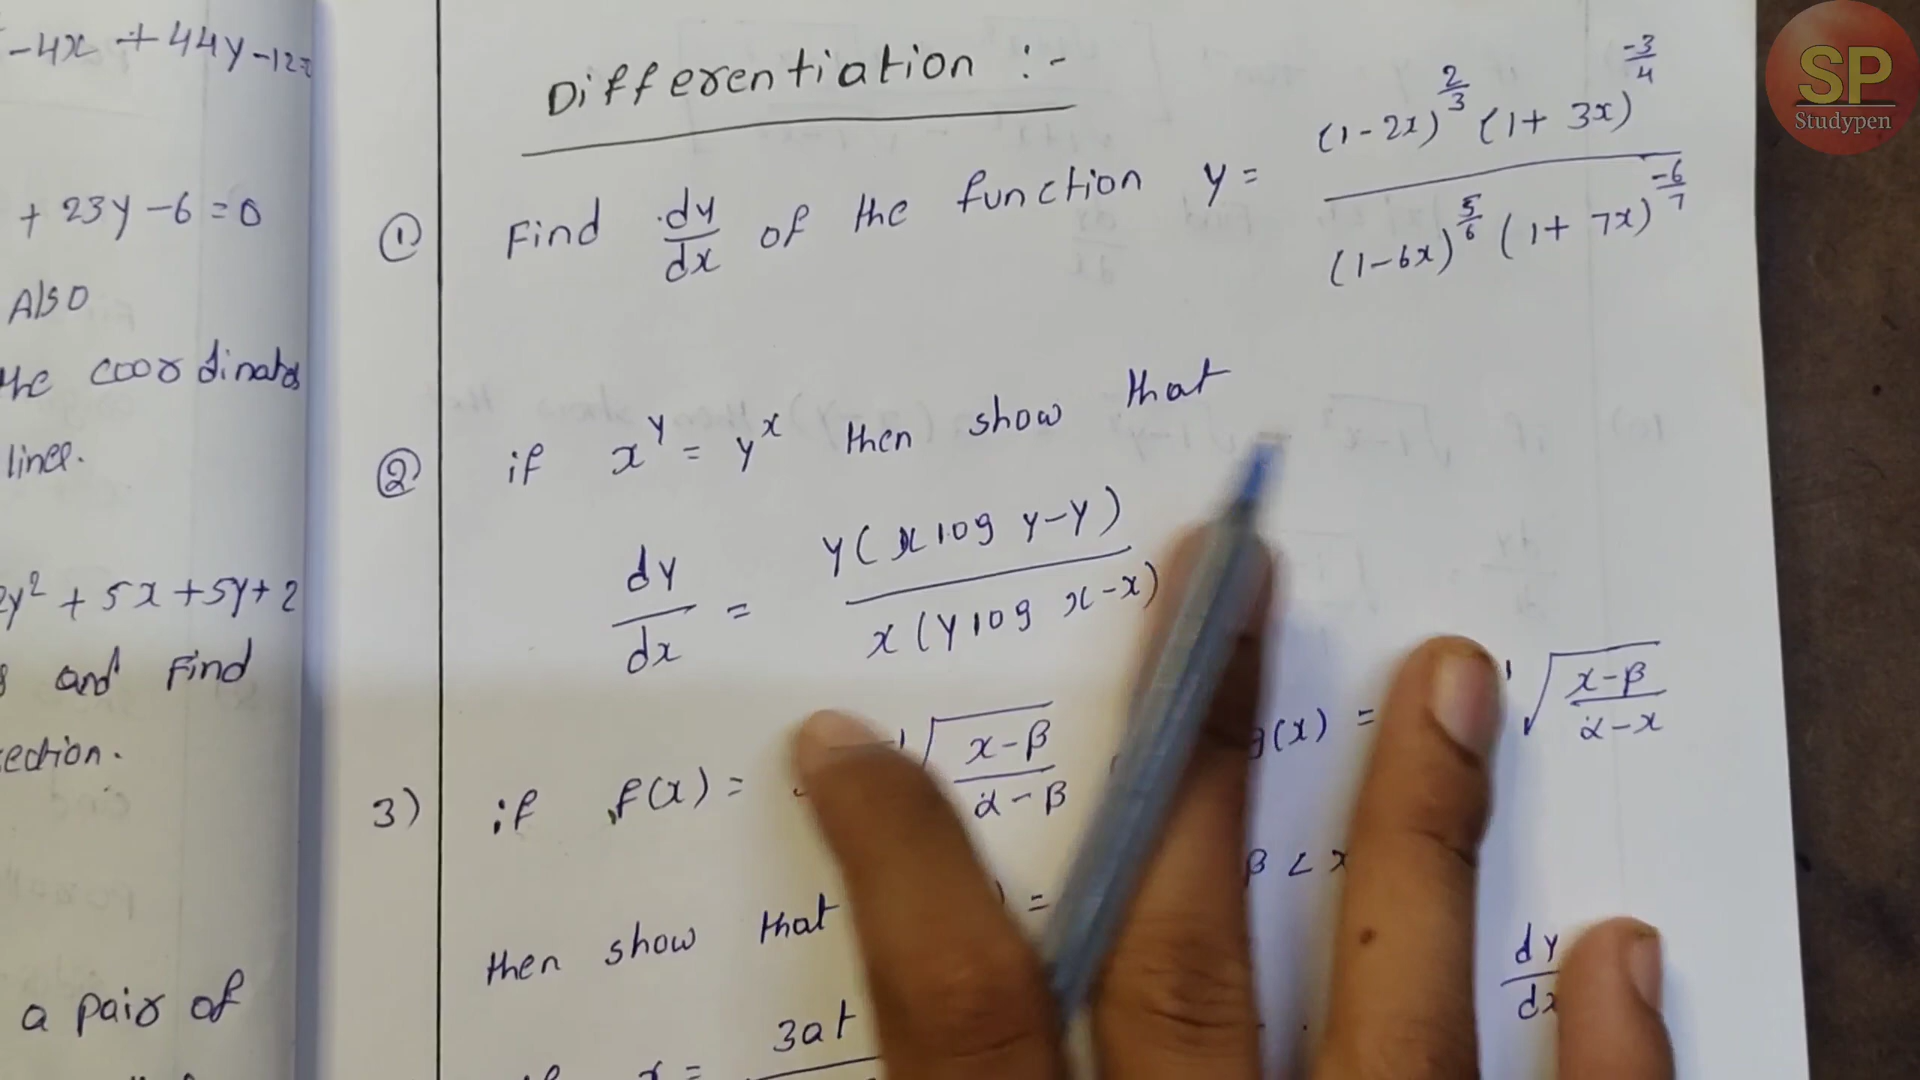 -4x + 44y -12=
+ 23y - 6 = 0
Also
the coordinates
lines.
2y² + 5x + 5y + 2
and Find
section.
a pair of
Differentiation :-
① Find dy/dx of the function y = (1-2x)^(2/3) (1+3x)^(-3/4) / (1-6x)^(5/6) (1+7x)^(-6/7)
② if x^y = y^x then show that
dy/dx = y(x log y - y) / x(y log x - x)
3) if f(x) = √(x-β / α-β) g(x) = √(x-β / α-x)
β < x
then show that =
dy/dx
x = 3at
SP
Studypen